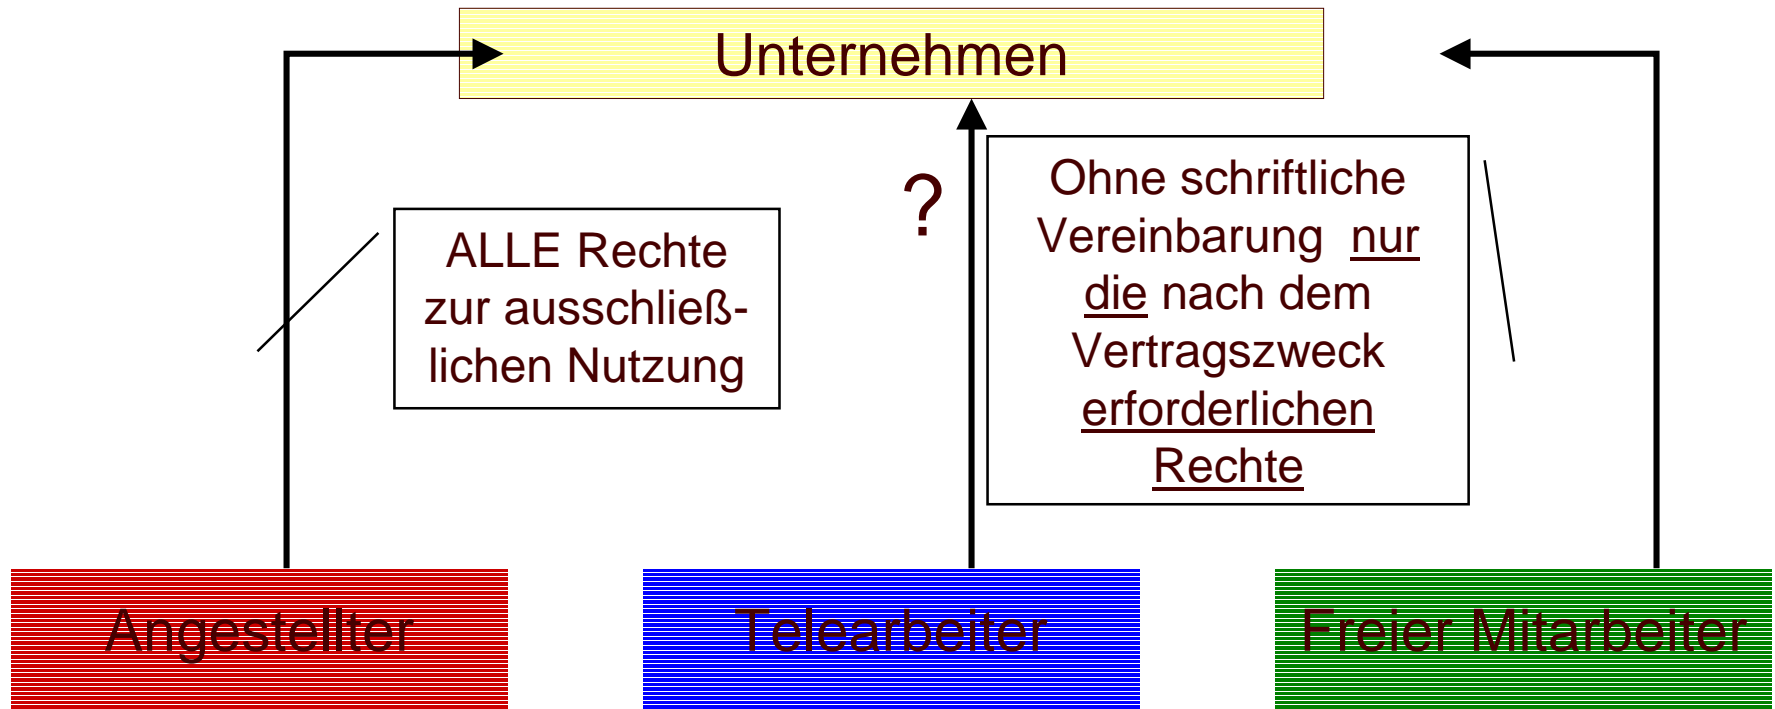 Unternehmen
?
Ohne schriftliche
Vereinbarung nur
die nach dem
Vertragszweck
erforderlichen
Rechte
ALLE Rechte
zur ausschließ-
lichen Nutzung
Angestellter
Telearbeiter
Freier Mitarbeiter